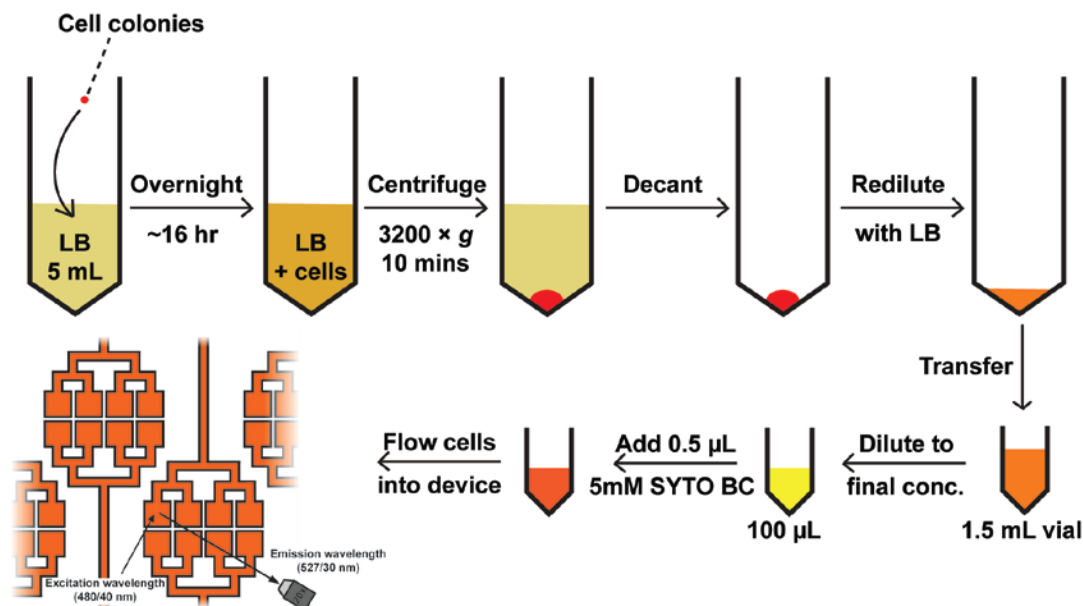 Cell colonies
LB
5 mL
Overnight
~16 hr
LB
+ cells
Centrifuge
3200 × g
10 mins
Decant
Redilute
with LB
Transfer
1.5 mL vial
Dilute to
final conc.
100 µL
Add 0.5 µL
5mM SYTO BC
Flow cells
into device
Excitation wavelength
(480/40 nm)
Emission wavelength
(527/30 nm)